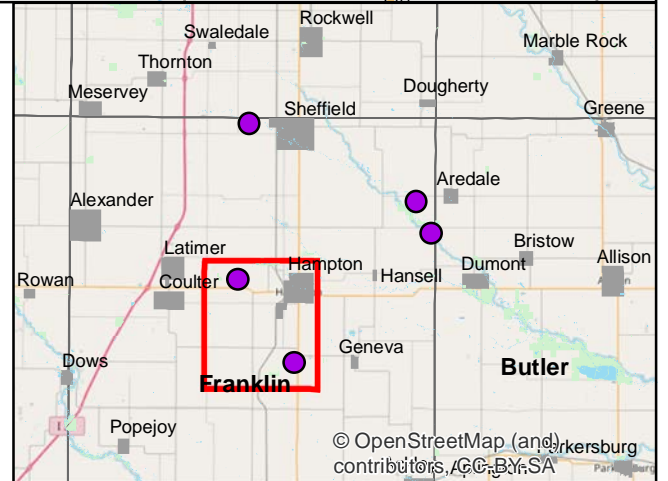 Rockwell
Swaledale
Marble Rock
Thornton
Dougherty
Meservey
Sheffield
Greene
Aredale
Alexander
Bristow
Latimer
Allison
Hampton
Dumont
Hansell
Rowan
Coulter
Geneva
Dows
Butler
Franklin
Popejoy
© OpenStreetMap (and)
contributors, CC-BY-SA